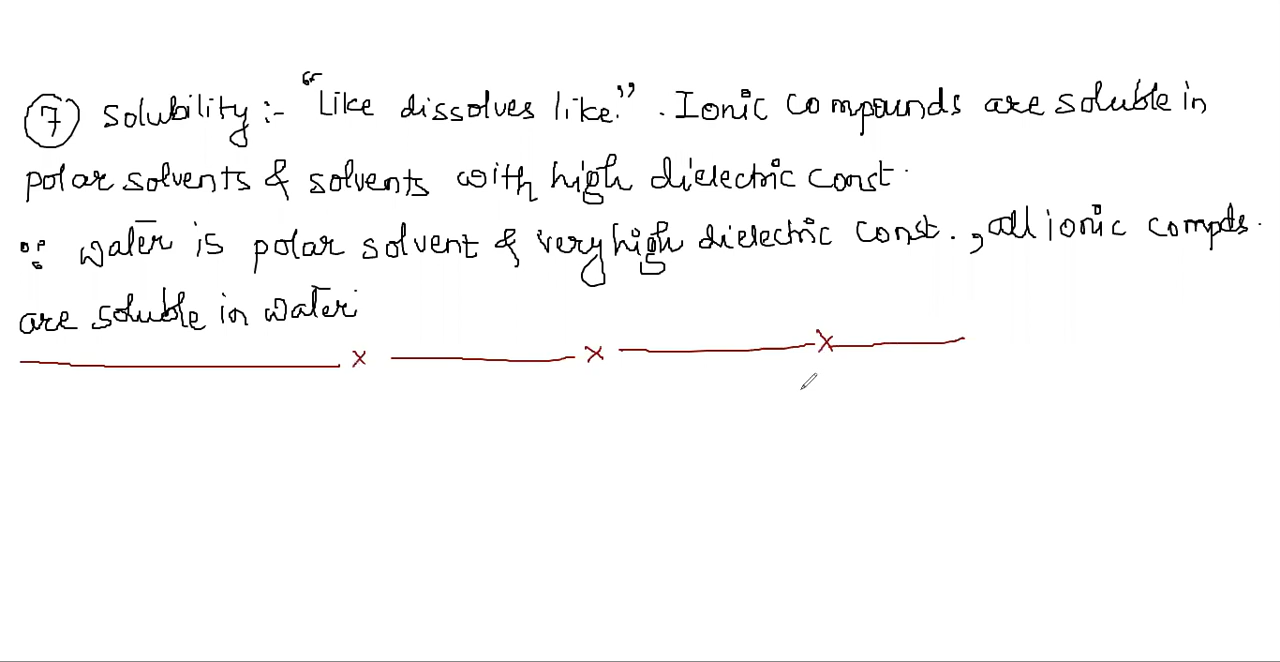 ⑦ Solubility :- "Like dissolves like." . Ionic compounds are soluble in
polar solvents & solvents with high dielectric const.
∵ water is polar solvent & very high dielectric const. , all ionic compds.
are soluble in water